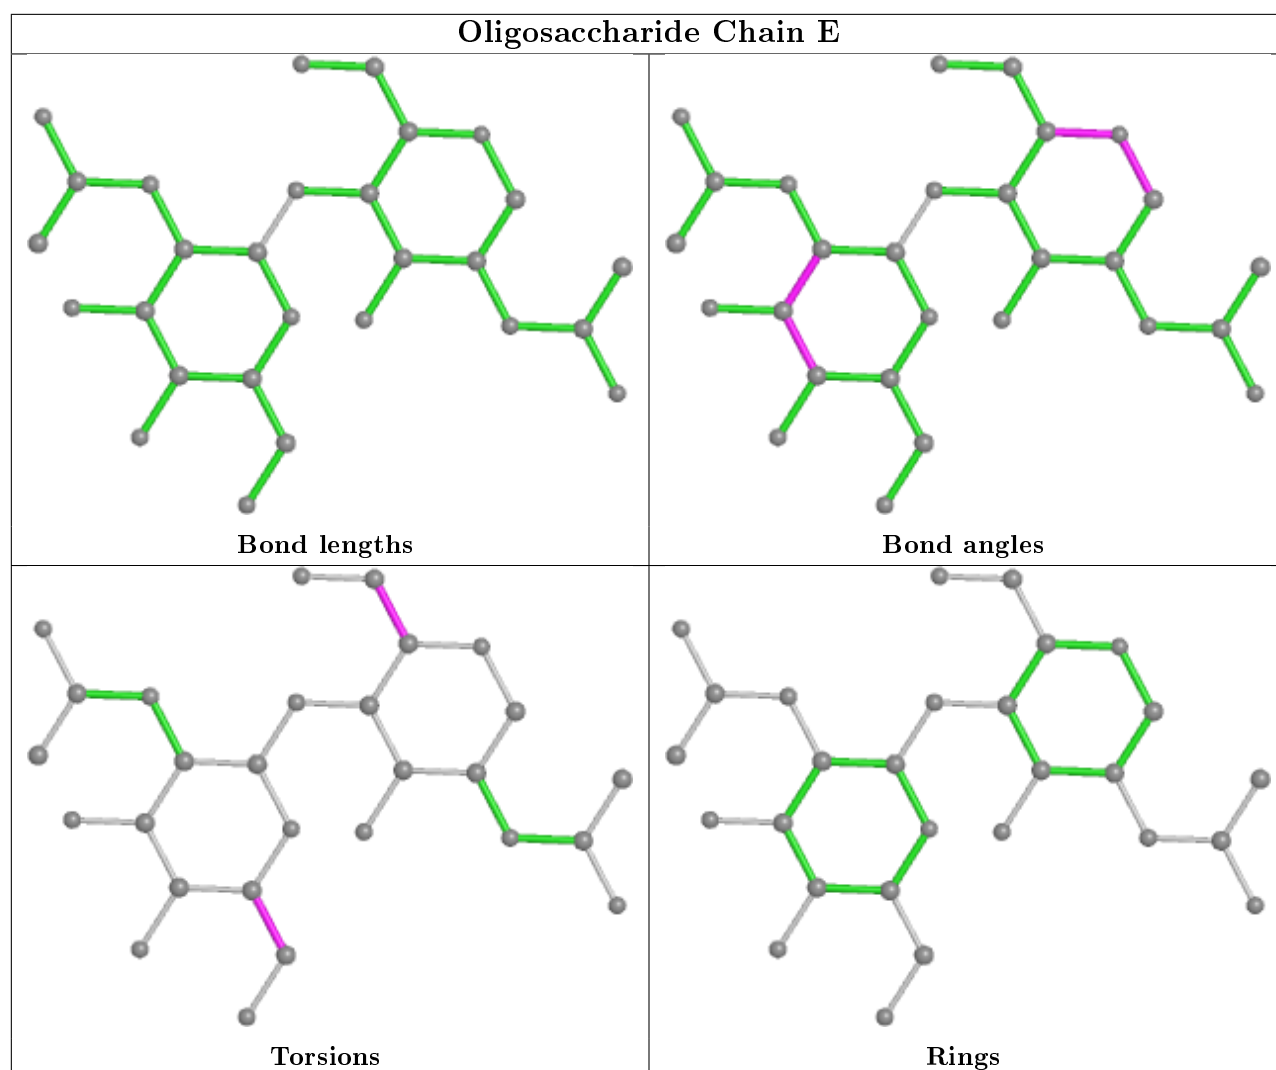 Oligosaccharide Chain E
Bond lengths
Bond angles
Torsions
Rings